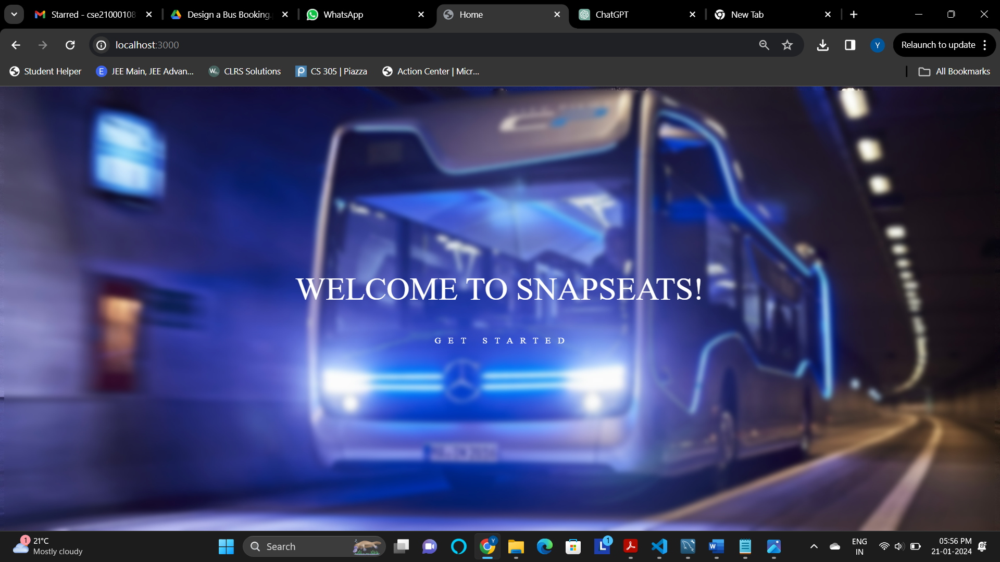 Starred - cse21000108
Design a Bus Booking.
WhatsApp
Home
ChatGPT
New Tab
localhost:3000
Y
Relaunch to update
Student Helper
E
JEE Main, JEE Advan...
CLRS Solutions
CS 305 | Piazza
Action Center | Micr...
All Bookmarks
WELCOME TO SNAPSEATS!
GET STARTED
1
21°C
Mostly cloudy
Search
Y
L
1
W
ENG
IN
05:56 PM
21-01-2024